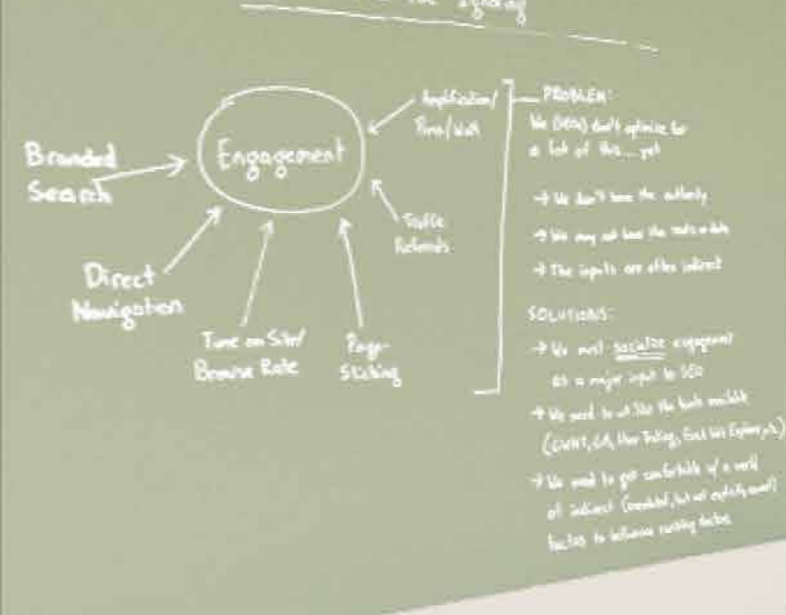 Engagement
Branded
Search
Direct
Navigation
Time on Site/
Browse Rate
Page-
Sticking
Traffic
Referrals
Amplification/
PROBLEM:
We don't optimize for
a lot of this... yet
→ We don't have the authority
→ We may not have the tools or data
→ The inputs are often indirect
SOLUTIONS:
→ We must socialize engagement
as a major input to SEO
→ We need to utilize the tools available
(GWMT, GA,
→ We need to get comfortable w/ a world
of indirect
factors to influence ranking factors